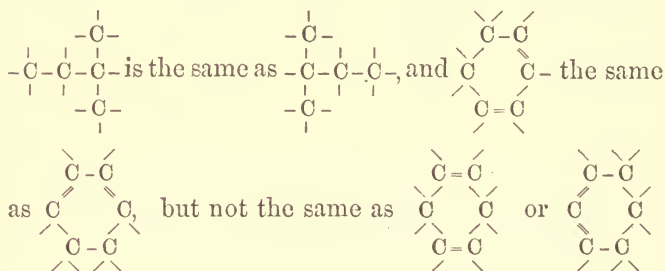 -C- -C- C-C
-C-C-C- is the same as -C-C-C-, and C C- the same
-C- -C- C=C
C-C C=C C-C
as C C, but not the same as C C or C C
C-C C=C C-C